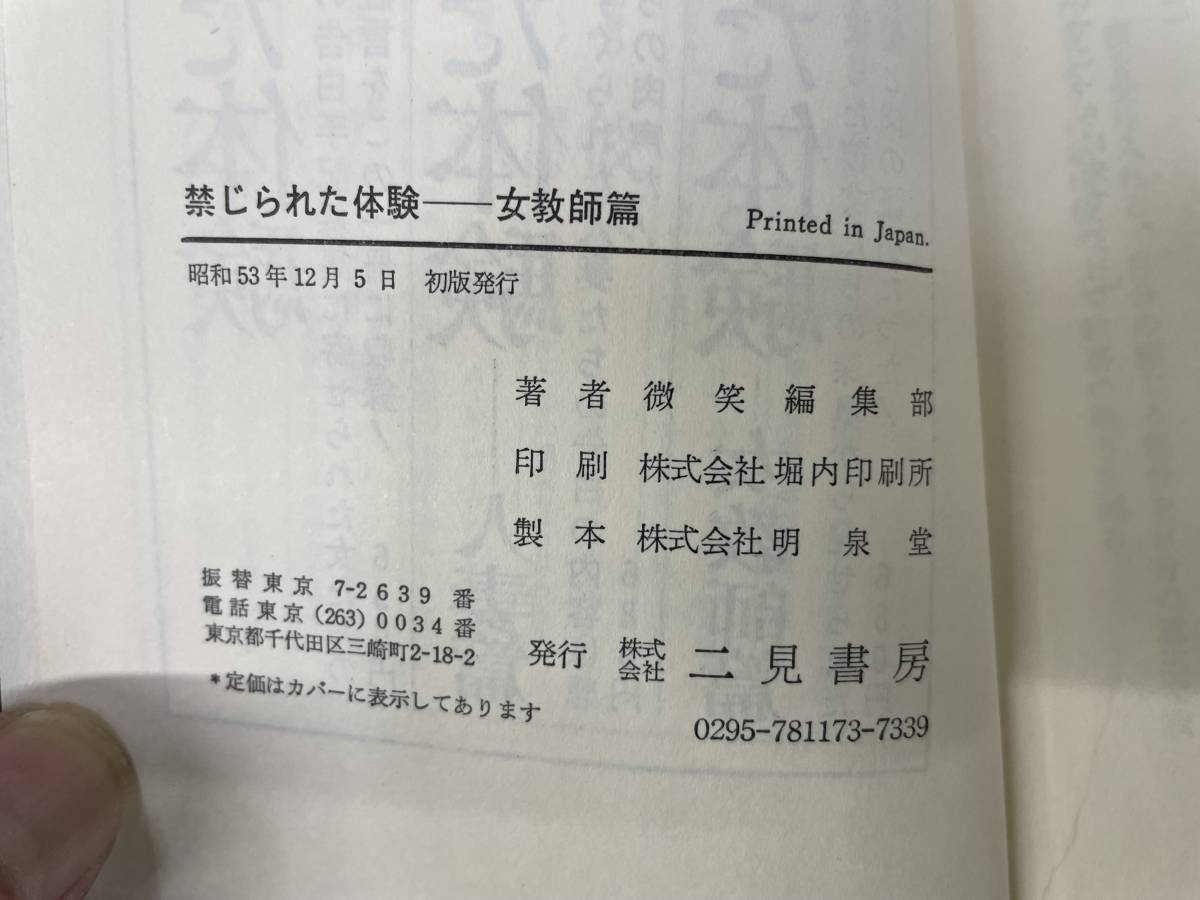 禁じられた体験——女教師篇 Printed in Japan.
昭和53年12月5日 初版発行
著者 微笑編集部
印刷 株式会社 堀内印刷所
製本 株式会社 明泉堂
振替東京 7-2639 番
電話東京 (263) 0034番
東京都千代田区三崎町2-18-2
発行 株式会社 二見書房
*定価はカバーに表示してあります
0295-781173-7339